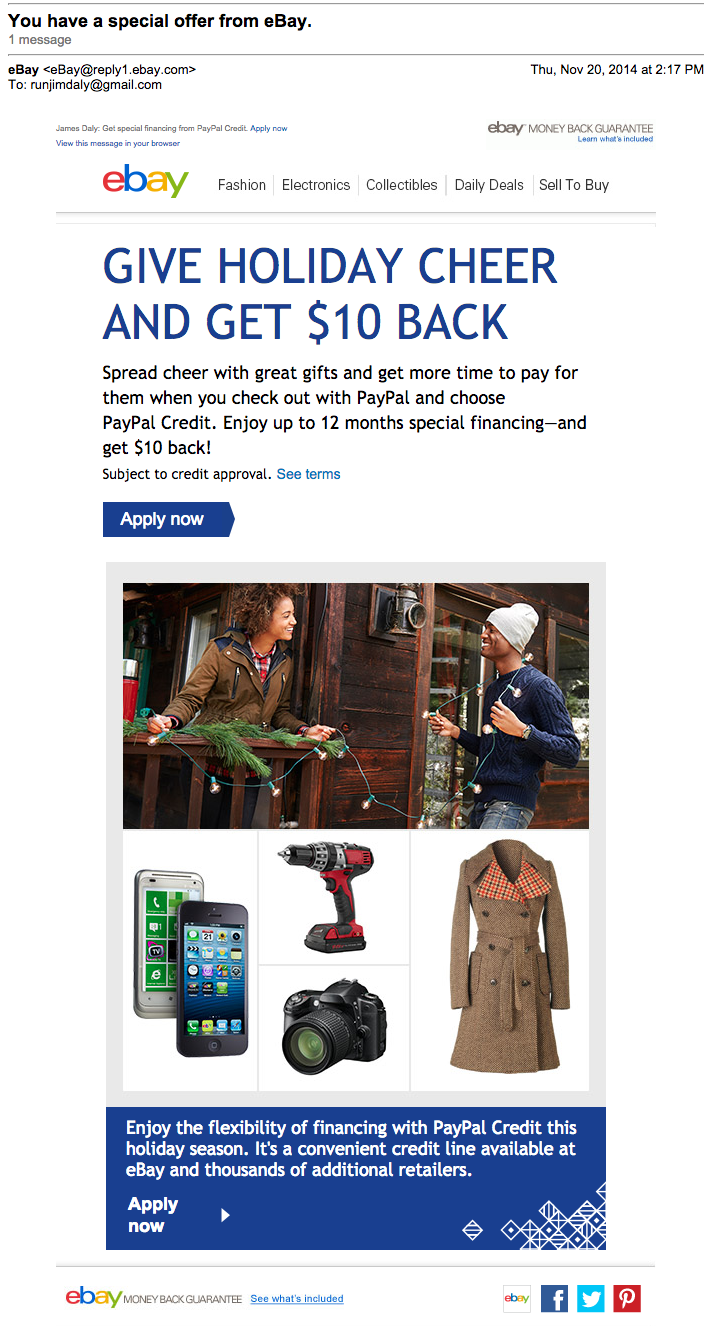 You have a special offer from eBay.
1 message
eBay <eBay@reply1.ebay.com> Thu, Nov 20, 2014 at 2:17 PM
To: runjimdaly@gmail.com
James Daly: Get special financing from PayPal Credit. Apply now
ebay™ MONEY BACK GUARANTEE
Learn what's included
View this message in your browser
ebay Fashion Electronics Collectibles Daily Deals Sell To Buy
GIVE HOLIDAY CHEER
AND GET $10 BACK
Spread cheer with great gifts and get more time to pay for
them when you check out with PayPal and choose
PayPal Credit. Enjoy up to 12 months special financing—and
get $10 back!
Subject to credit approval. See terms
Apply now
Enjoy the flexibility of financing with PayPal Credit this
holiday season. It's a convenient credit line available at
eBay and thousands of additional retailers.
Apply
now
ebay MONEY BACK GUARANTEE See what's included
ebay